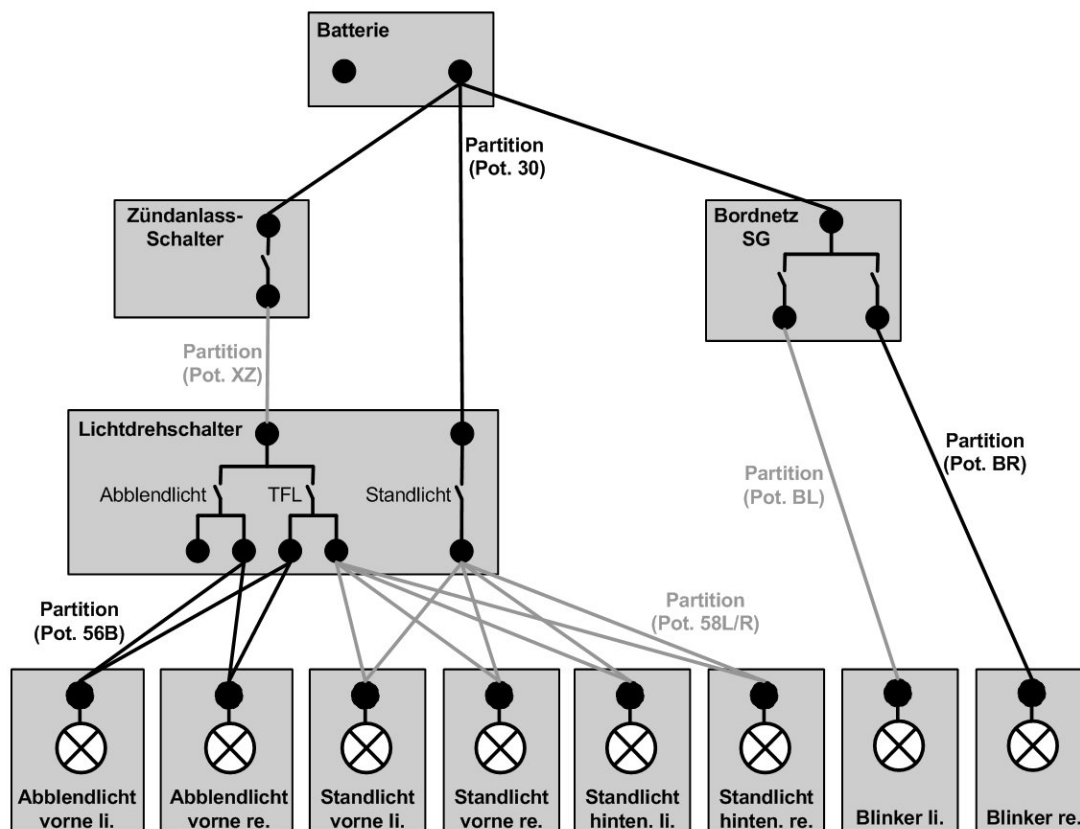 Batterie
Partition
(Pot. 30)
Zündanlass-
Schalter
Bordnetz
SG
Partition
(Pot. XZ)
Lichtdrehschalter
Abblendlicht
TFL
Standlicht
Partition
(Pot. BL)
Partition
(Pot. BR)
Partition
(Pot. 56B)
Partition
(Pot. 58L/R)
Abblendlicht
vorne li.
Abblendlicht
vorne re.
Standlicht
vorne li.
Standlicht
vorne re.
Standlicht
hinten. li.
Standlicht
hinten. re.
Blinker li.
Blinker re.